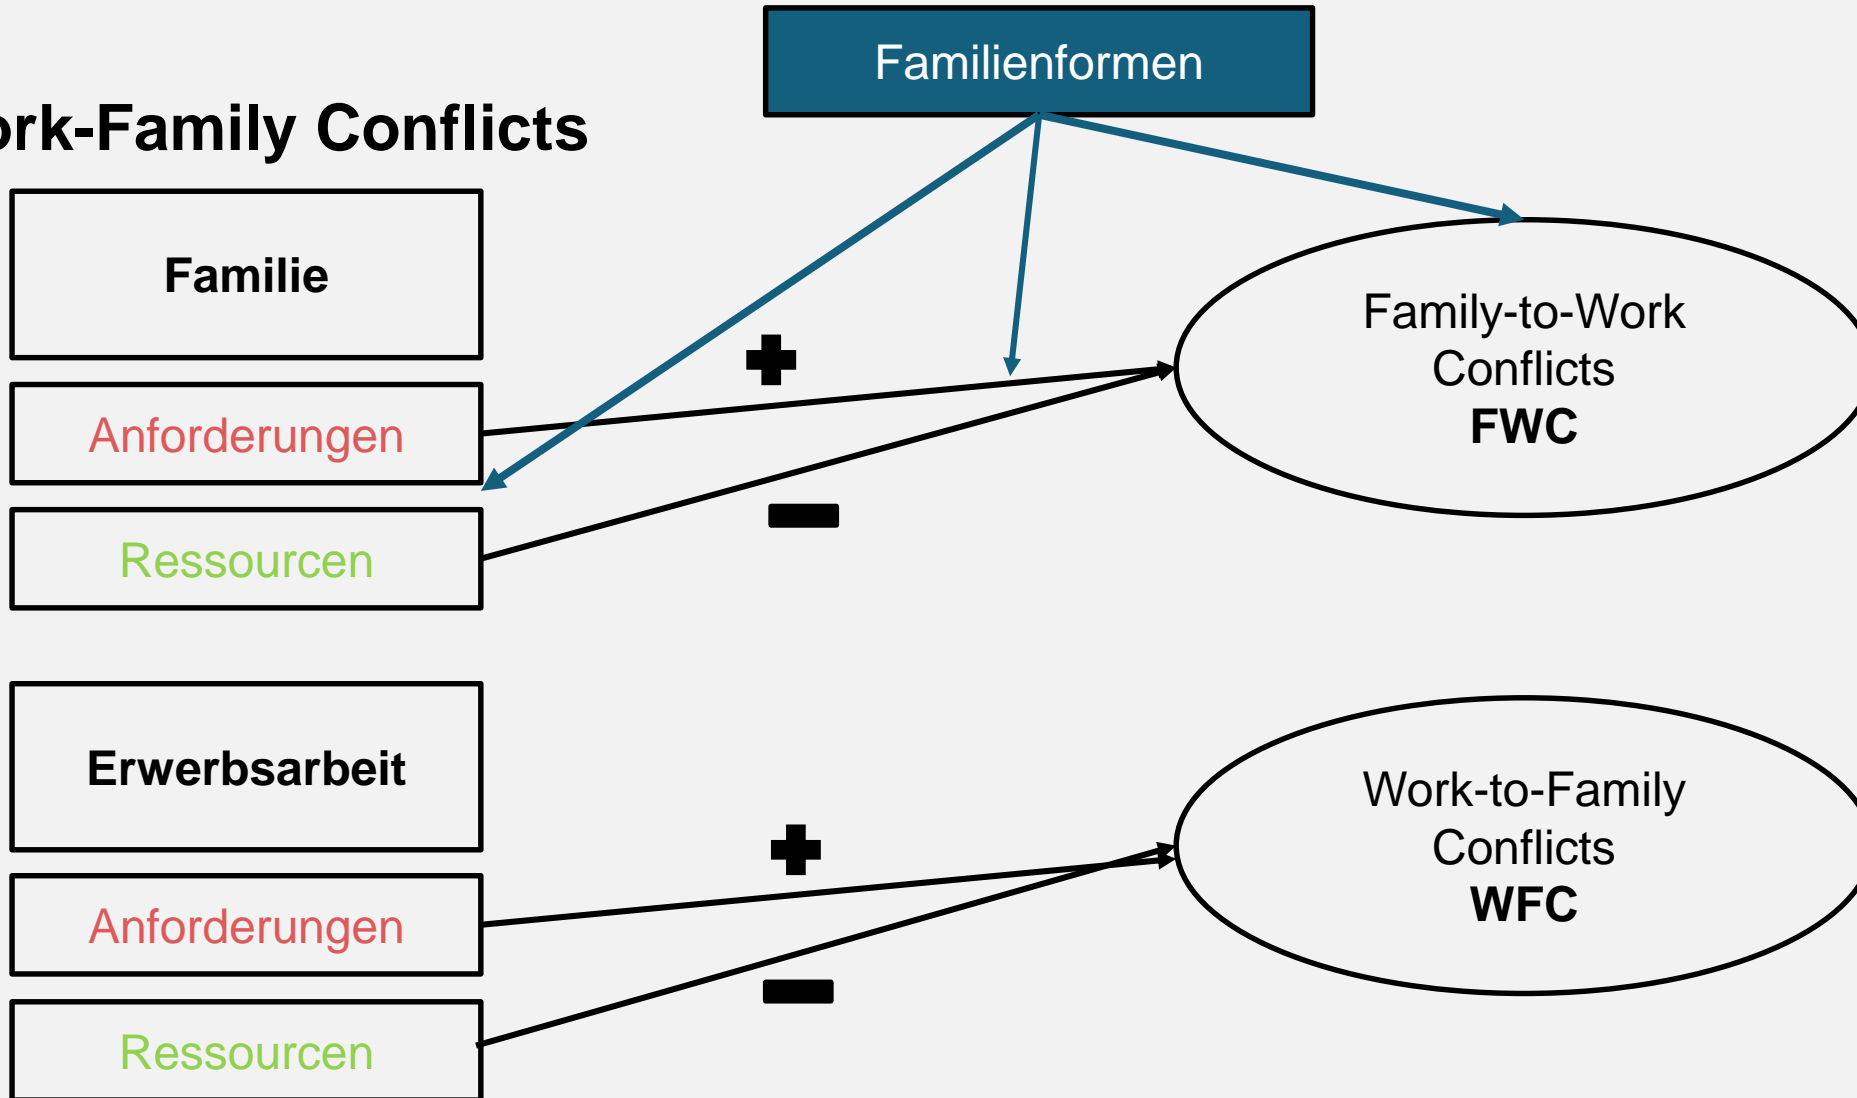 Familienformen
ork-Family Conflicts
Familie
Anforderungen
Ressourcen
Family-to-Work
Conflicts
FWC
Erwerbsarbeit
Anforderungen
Ressourcen
Work-to-Family
Conflicts
WFC